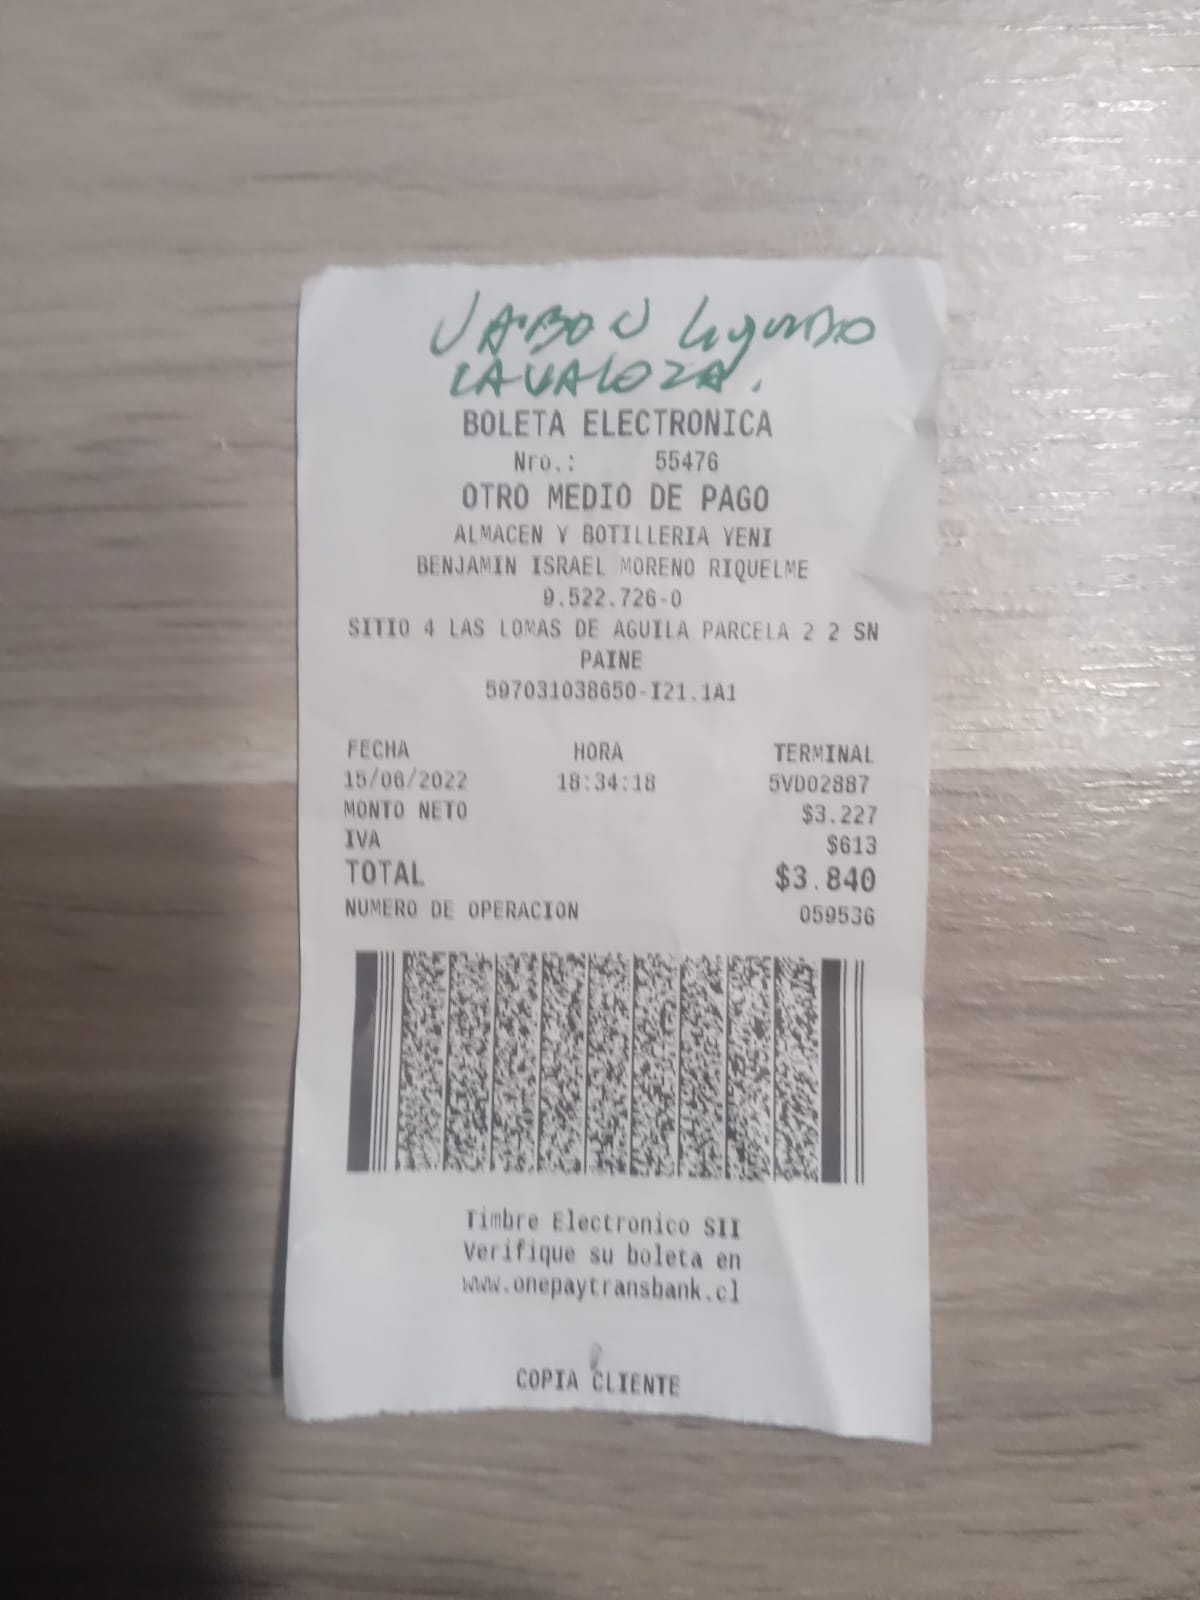 JABON LIQUIDO
LAVALOZA.
BOLETA ELECTRONICA
Nro.: 55476
OTRO MEDIO DE PAGO
ALMACEN Y BOTILLERIA YENI
BENJAMIN ISRAEL MORENO RIQUELME
9.522.726-0
SITIO 4 LAS LOMAS DE AGUILA PARCELA 2 2 SN
PAINE
597031038650-I21.1A1
FECHA HORA TERMINAL
15/06/2022 18:34:18 5VD02887
MONTO NETO $3.227
IVA $613
TOTAL $3.840
NUMERO DE OPERACION 059536
Timbre Electronico SII
Verifique su boleta en
www.onepaytransbank.cl
COPIA CLIENTE